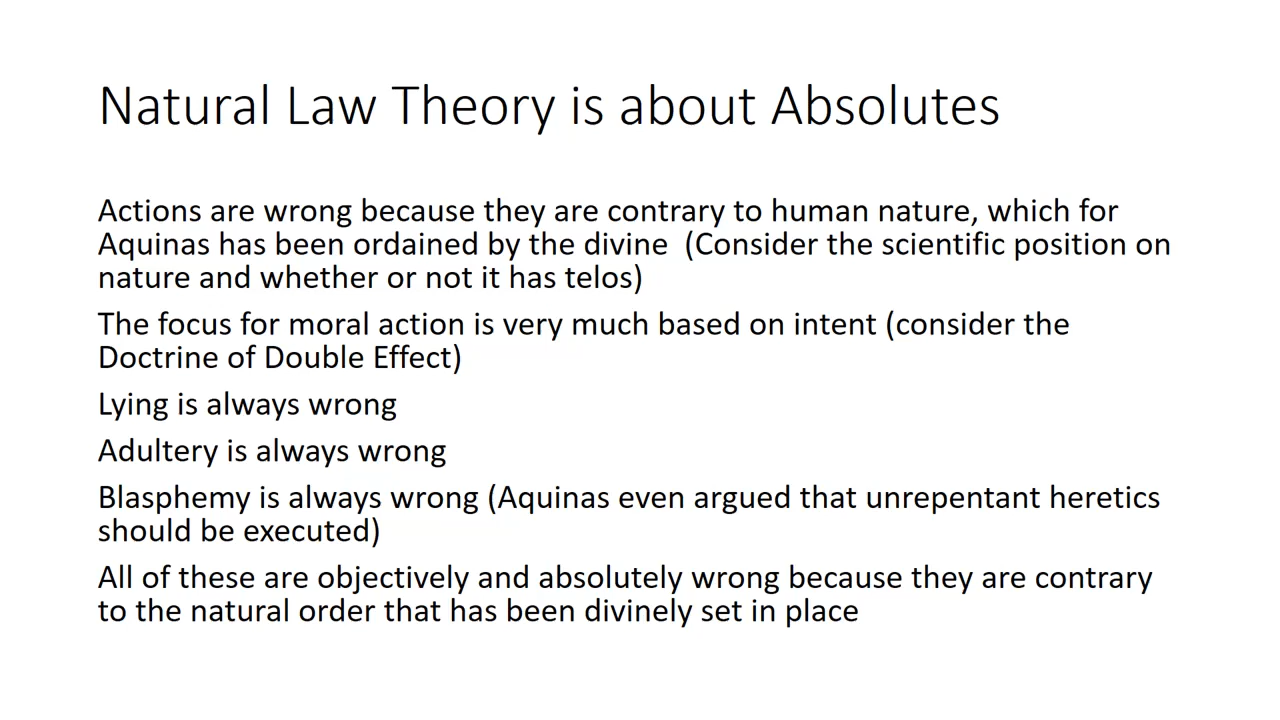 Natural Law Theory is about Absolutes
Actions are wrong because they are contrary to human nature, which for
Aquinas has been ordained by the divine  (Consider the scientific position on
nature and whether or not it has telos)
The focus for moral action is very much based on intent (consider the
Doctrine of Double Effect)
Lying is always wrong
Adultery is always wrong
Blasphemy is always wrong (Aquinas even argued that unrepentant heretics
should be executed)
All of these are objectively and absolutely wrong because they are contrary
to the natural order that has been divinely set in place